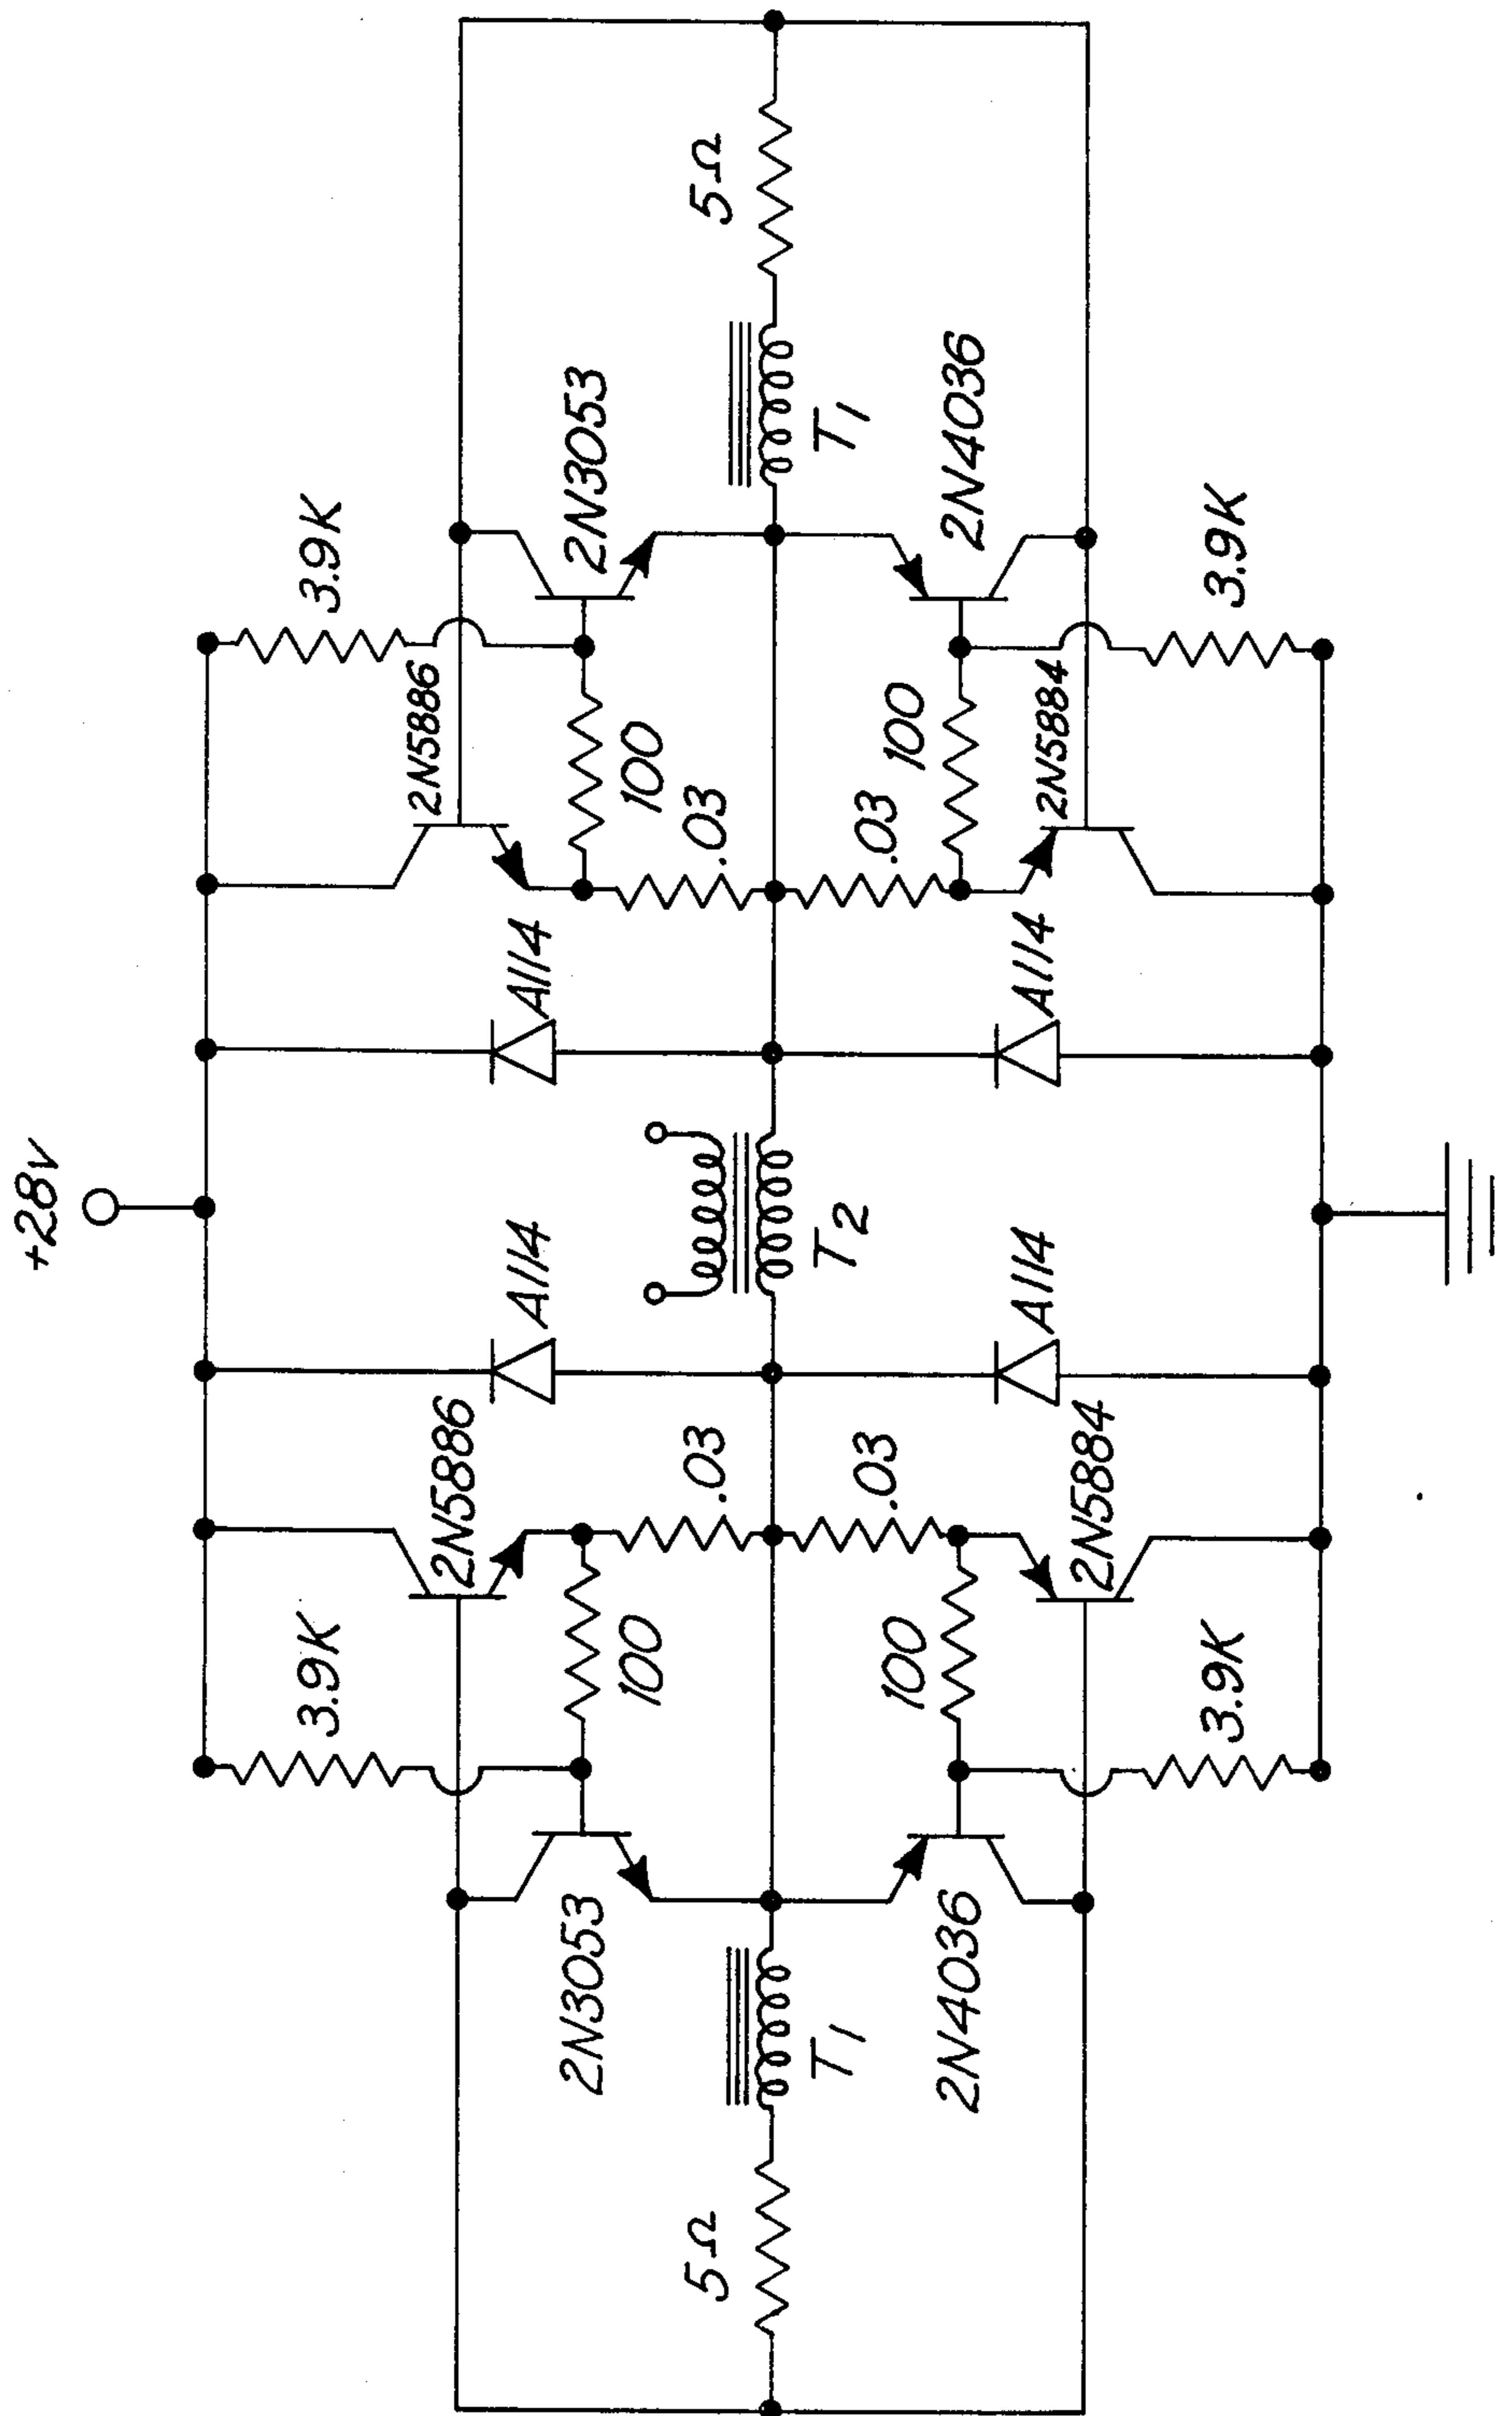 +28v
3.9K
3.9K
2N3053
2N5886
2N5886
2N3053
100
100
.03
.03
A114
A114
5Ω
T1
T2
T1
5Ω
A114
A114
.03
.03
100
100
2N4036
2N5884
2N5884
2N4036
3.9K
3.9K